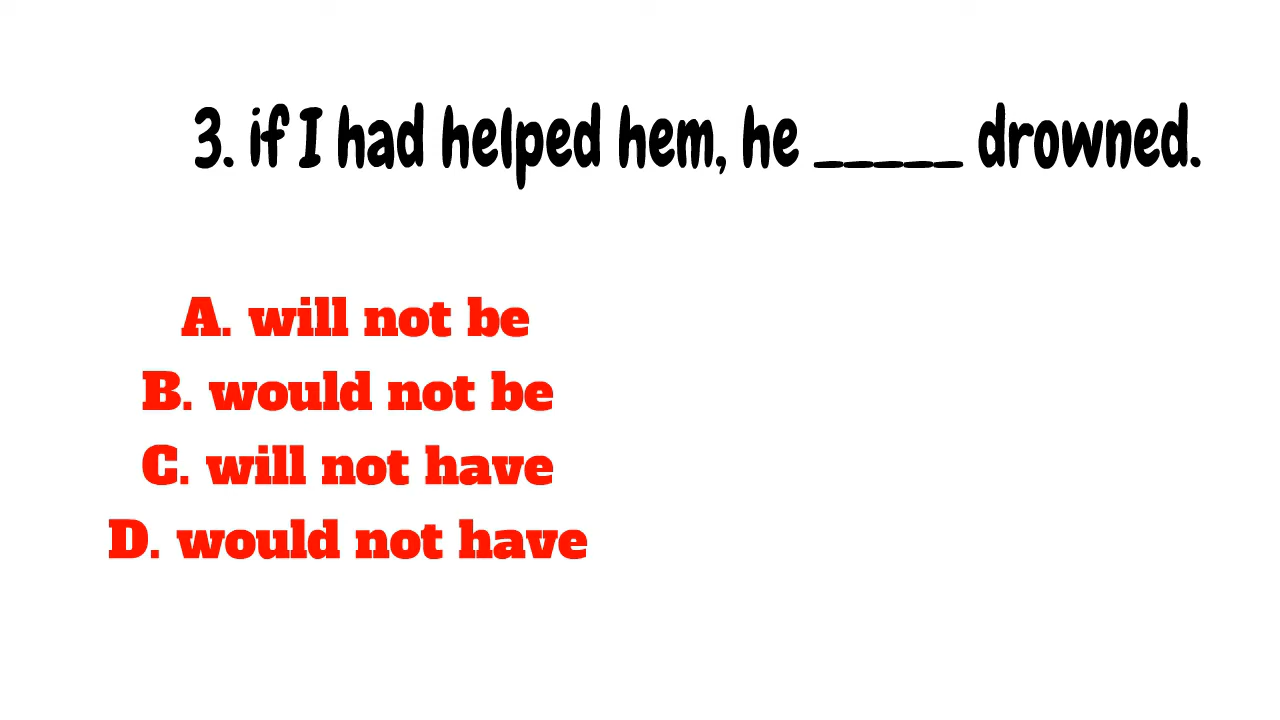 3. if I had helped hem, he _____ drowned.
A. will not be
B. would not be
C. will not have
D. would not have